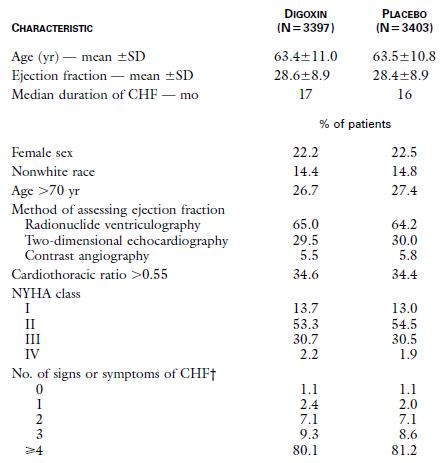 CHARACTERISTIC DIGOXIN (N=3397) PLACEBO (N=3403)
Age (yr) — mean ±SD 63.4±11.0 63.5±10.8
Ejection fraction — mean ±SD 28.6±8.9 28.4±8.9
Median duration of CHF — mo 17 16
% of patients
Female sex 22.2 22.5
Nonwhite race 14.4 14.8
Age >70 yr 26.7 27.4
Method of assessing ejection fraction
Radionuclide ventriculography 65.0 64.2
Two-dimensional echocardiography 29.5 30.0
Contrast angiography 5.5 5.8
Cardiothoracic ratio >0.55 34.6 34.4
NYHA class
I 13.7 13.0
II 53.3 54.5
III 30.7 30.5
IV 2.2 1.9
No. of signs or symptoms of CHF†
0 1.1 1.1
1 2.4 2.0
2 7.1 7.1
3 9.3 8.6
≥4 80.1 81.2